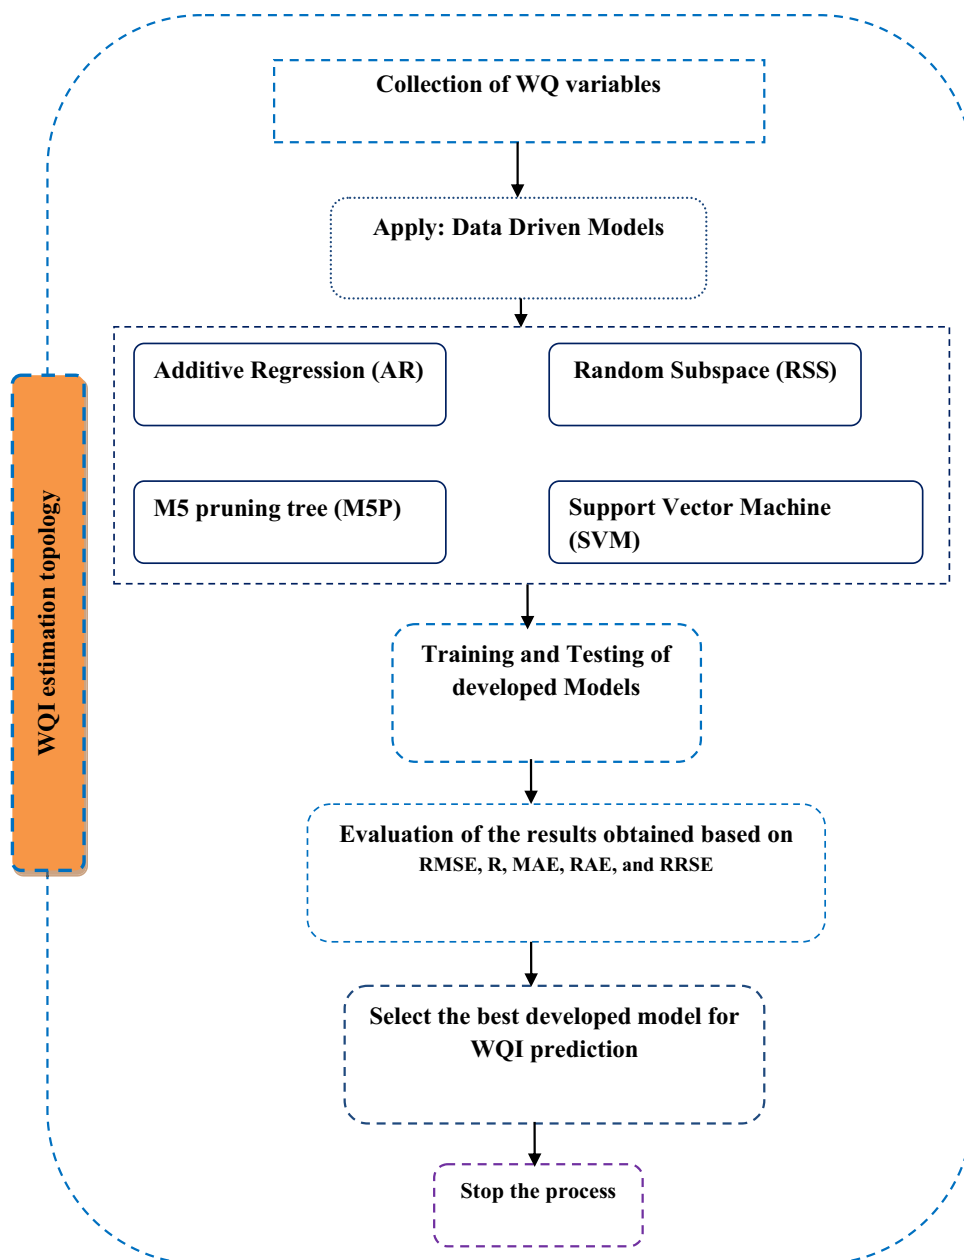 Collection of WQ variables
Apply: Data Driven Models
Additive Regression (AR)
Random Subspace (RSS)
M5 pruning tree (M5P)
Support Vector Machine
(SVM)
WQI estimation topology
Training and Testing of
developed Models
Evaluation of the results obtained based on
RMSE, R, MAE, RAE, and RRSE
Select the best developed model for
WQI prediction
Stop the process